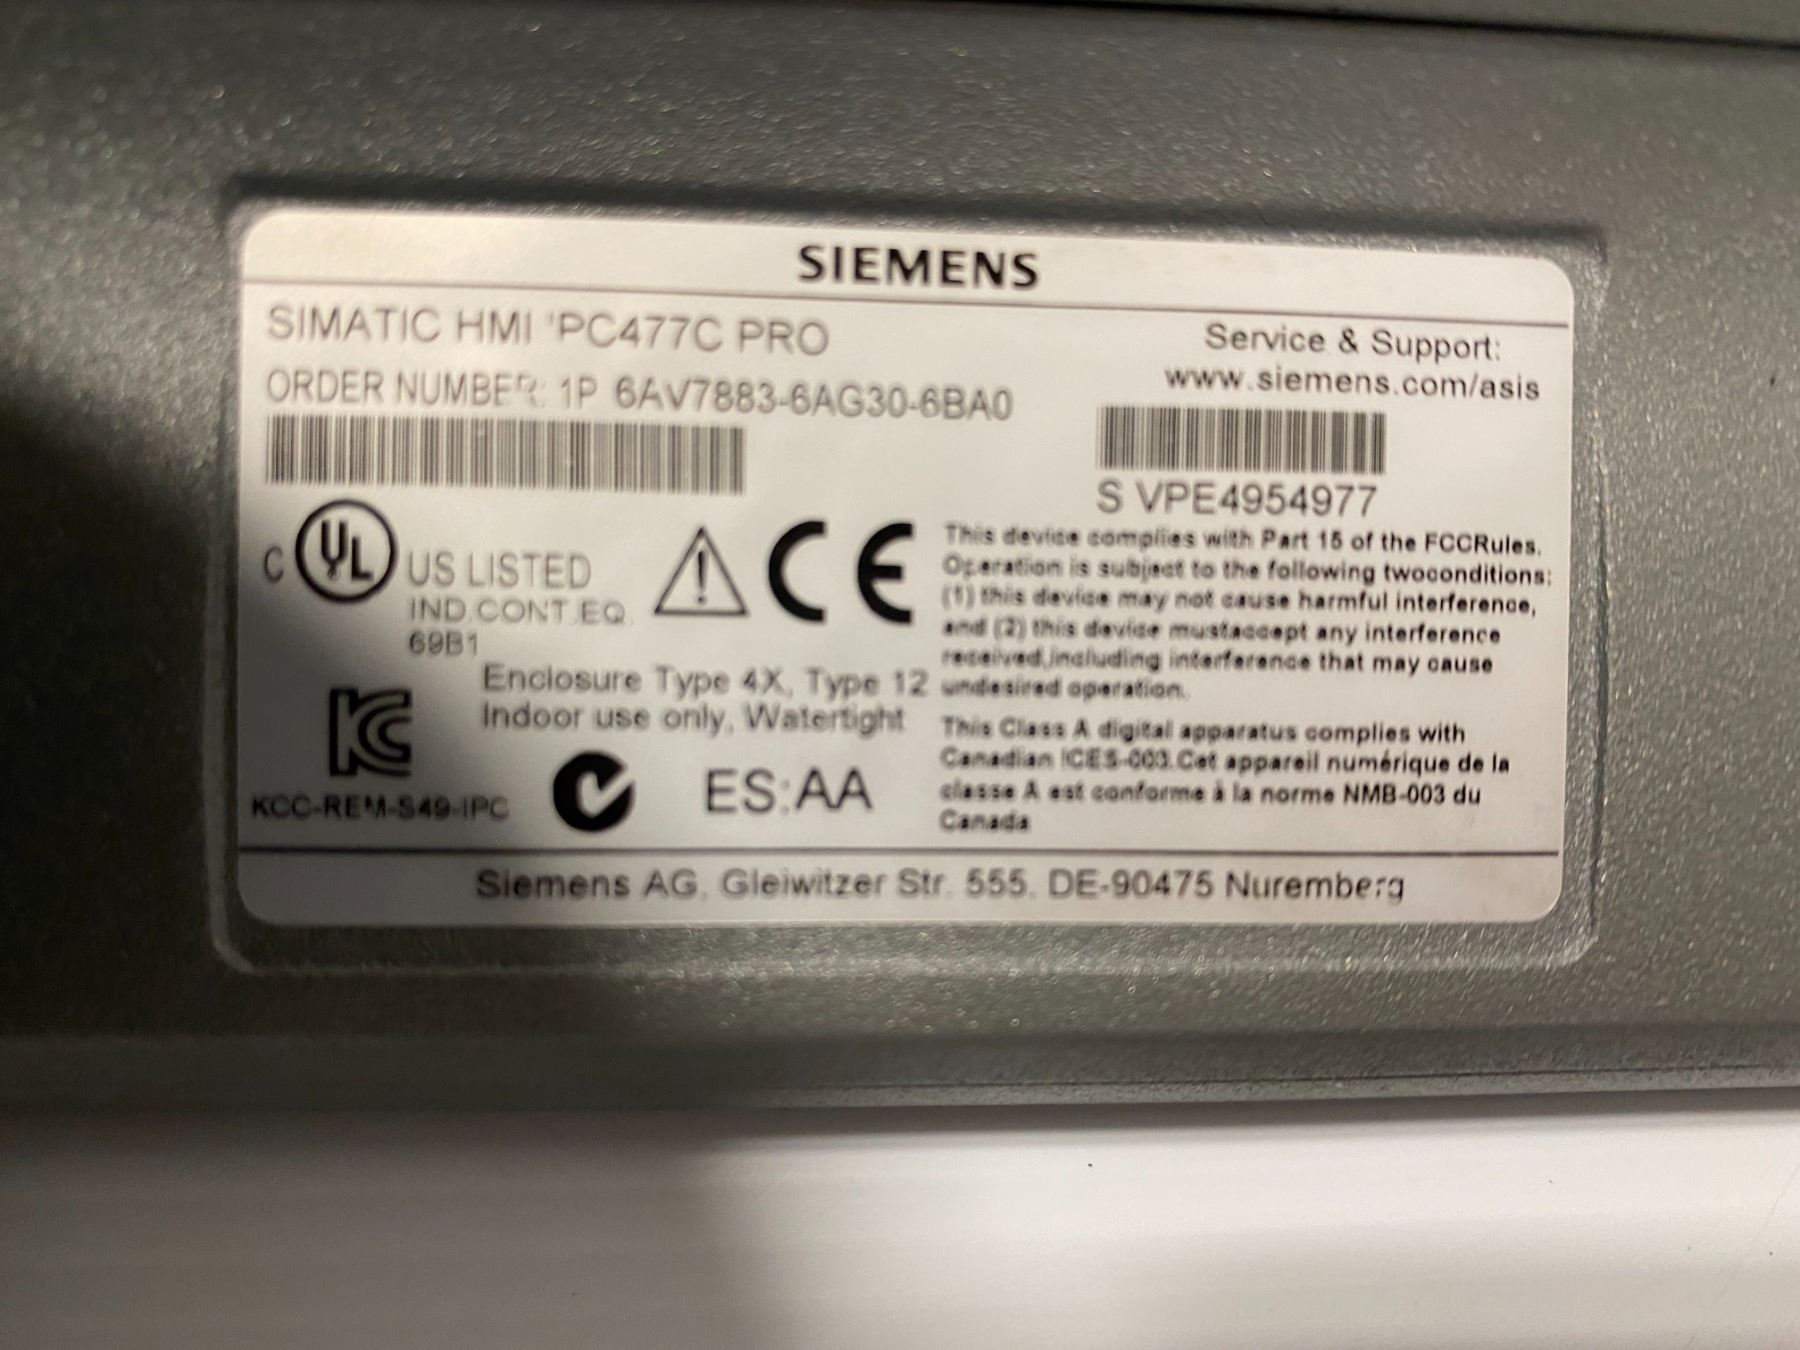 SIEMENS
SIMATIC HMI IPC477C PRO
Service & Support:
www.siemens.com/asis
ORDER NUMBER: 1P 6AV7883-6AG30-6BA0
S VPE4954977
C UL US LISTED
IND.CONT.EQ.
69B1
CE
This device complies with Part 15 of the FCCRules.
Operation is subject to the following twoconditions:
(1) this device may not cause harmful interference,
and (2) this device mustaccept any interference
received,including interference that may cause
undesired operation.
Enclosure Type 4X, Type 12
Indoor use only, Watertight
This Class A digital apparatus complies with
Canadian ICES-003.Cet appareil numérique de la
classe A est conforme à la norme NMB-003 du
Canada
KC
KCC-REM-S49-IPC
ES:AA
Siemens AG, Gleiwitzer Str. 555, DE-90475 Nuremberg